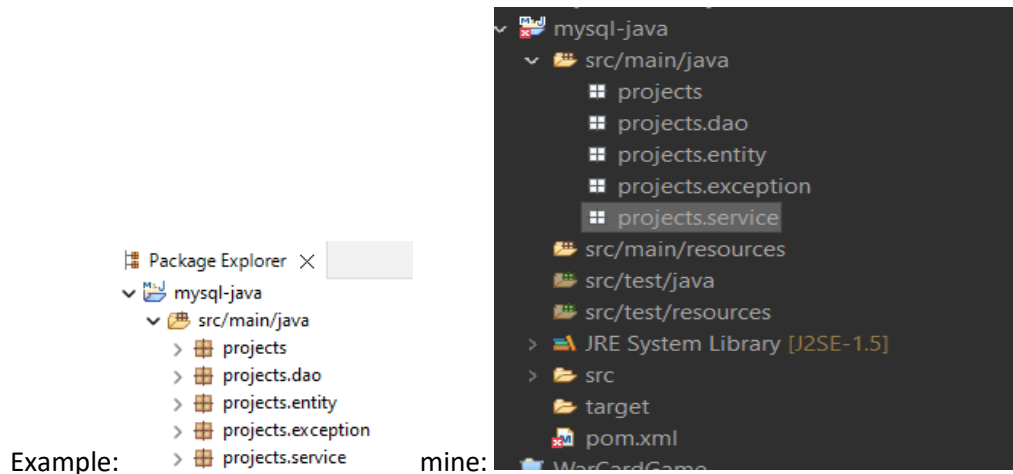 Package Explorer
mysql-java
src/main/java
projects
projects.dao
projects.entity
projects.exception
projects.service
Example:
mine:
mysql-java
src/main/java
projects
projects.dao
projects.entity
projects.exception
projects.service
src/main/resources
src/test/java
src/test/resources
JRE System Library [J2SE-1.5]
src
target
pom.xml
WarCardGame